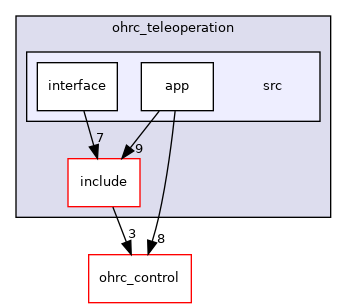 ohrc_teleoperation
interface
app
src
7
9
include
3
8
ohrc_control